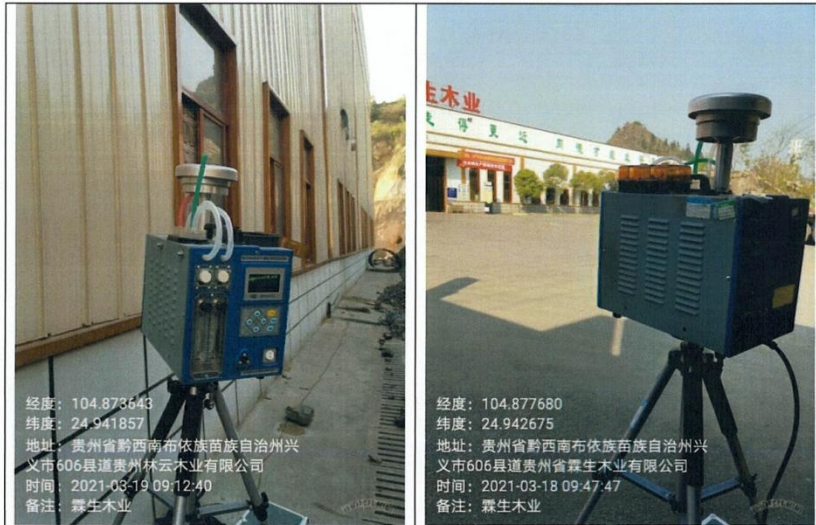 经度：104.873643
纬度：24.941857
地址：贵州省黔西南布依族苗族自治州兴
义市606县道贵州林云木业有限公司
时间：2021-03-19 09:12:40
备注：霖生木业
生木业
经度：104.877680
纬度：24.942675
地址：贵州省黔西南布依族苗族自治州兴
义市606县道贵州省霖生木业有限公司
时间：2021-03-18 09:47:47
备注：霖生木业